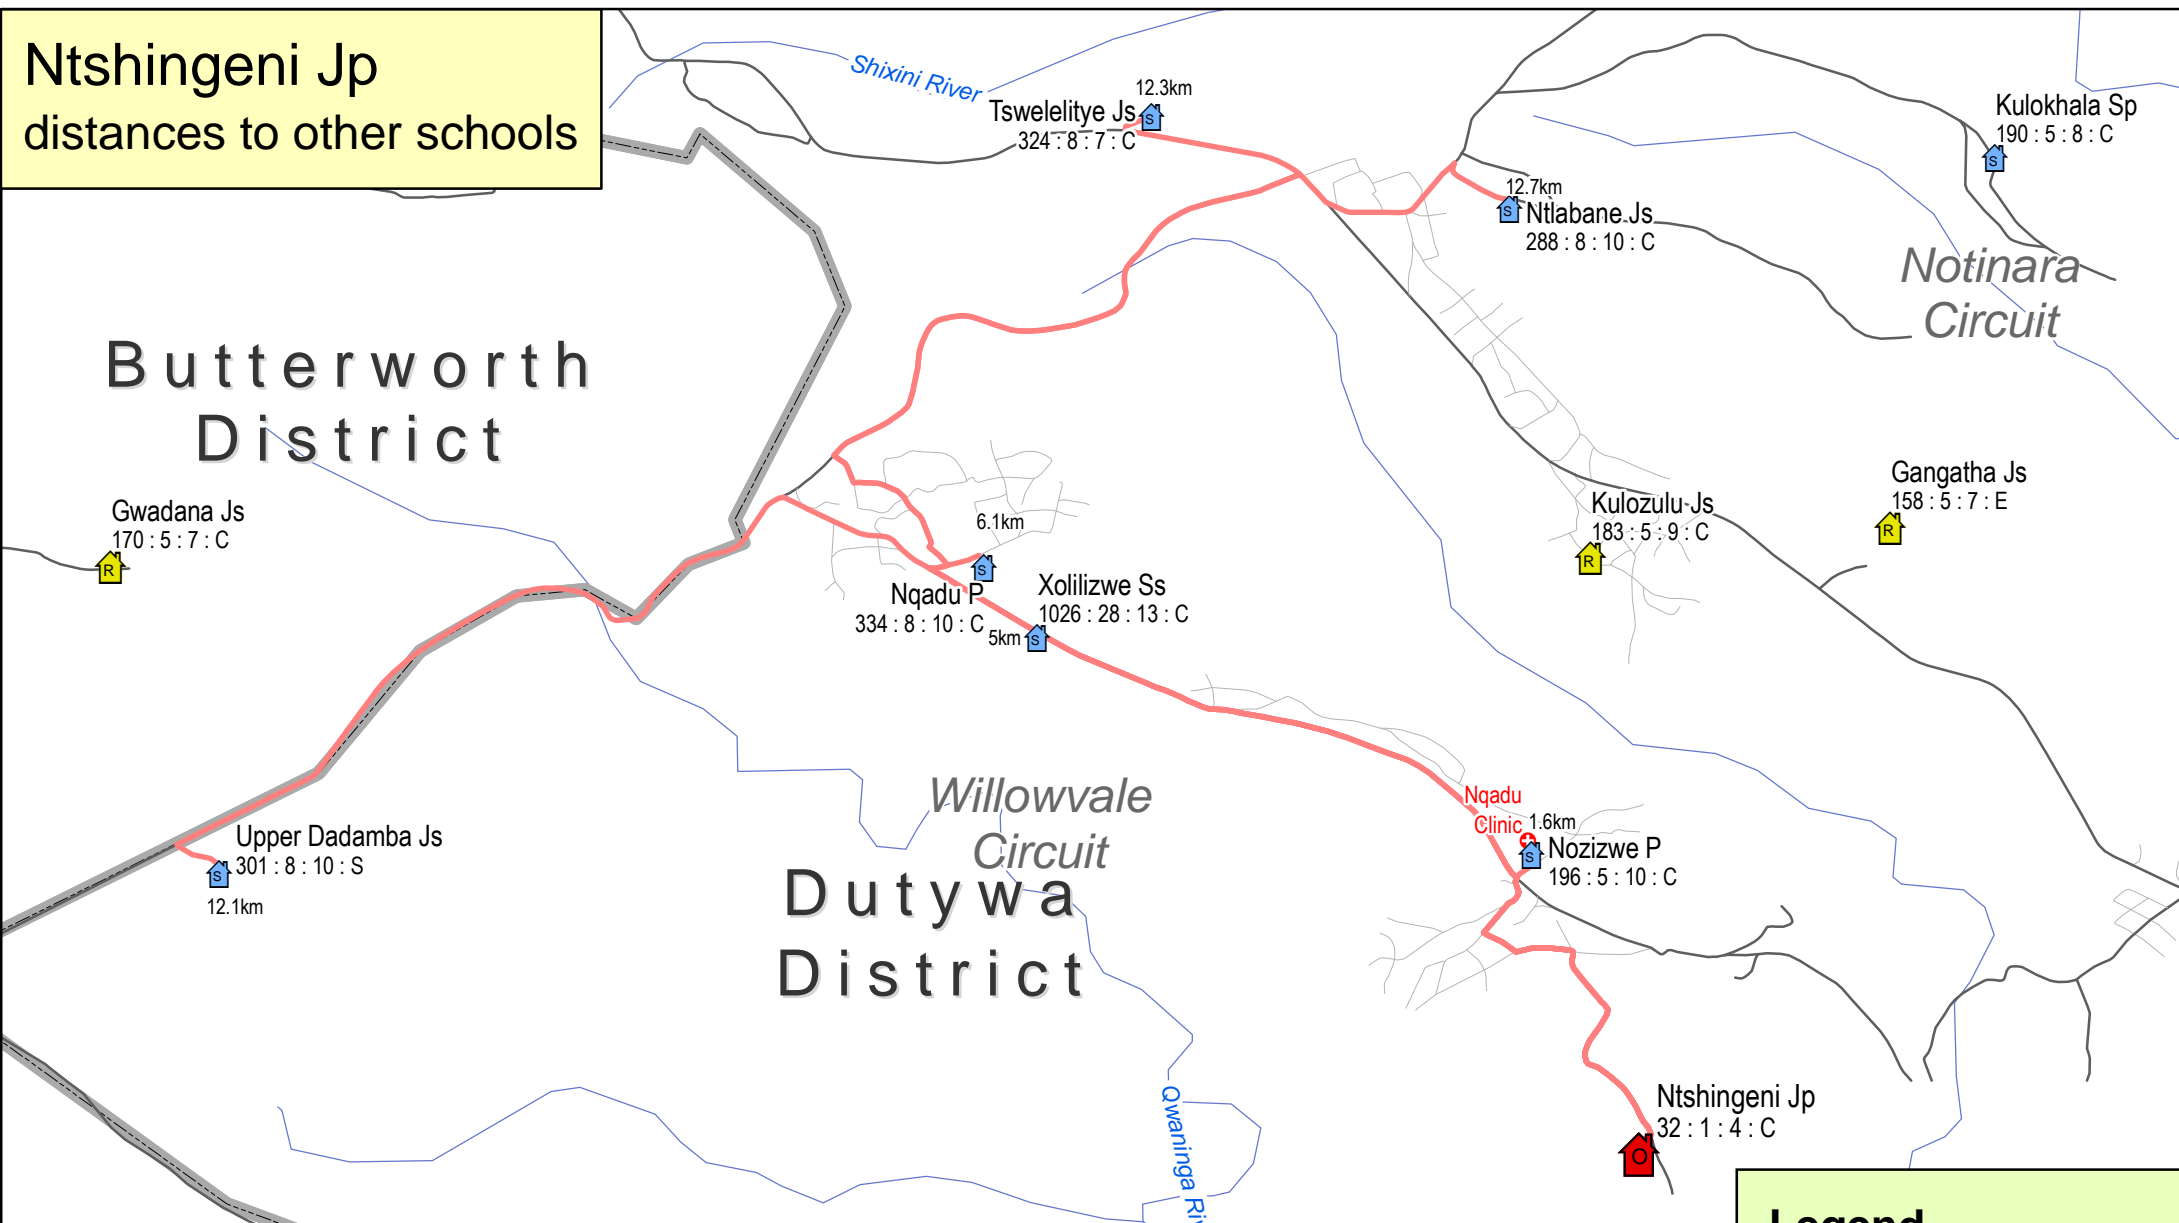 Ntshingeni Jp
distances to other schools
Shixini River
12.3km
Tswelelitye Js
324 : 8 : 7 : C
S
Kulokhala Sp
190 : 5 : 8 : C
S
12.7km
Ntlabane Js
288 : 8 : 10 : C
S
Notinara
Circuit
Butterworth
District
Gwadana Js
170 : 5 : 7 : C
R
Gangatha Js
158 : 5 : 7 : E
R
Kulozulu Js
183 : 5 : 9 : C
R
6.1km
S
Nqadu P
334 : 8 : 10 : C
Xolilizwe Ss
1026 : 28 : 13 : C
5km
S
Willowvale
Circuit
Nqadu
Clinic
1.6km
Nozizwe P
196 : 5 : 10 : C
S
Upper Dadamba Js
301 : 8 : 10 : S
S
12.1km
Dutywa
District
Ntshingeni Jp
32 : 1 : 4 : C
O
Qwaninga Riv
Legend